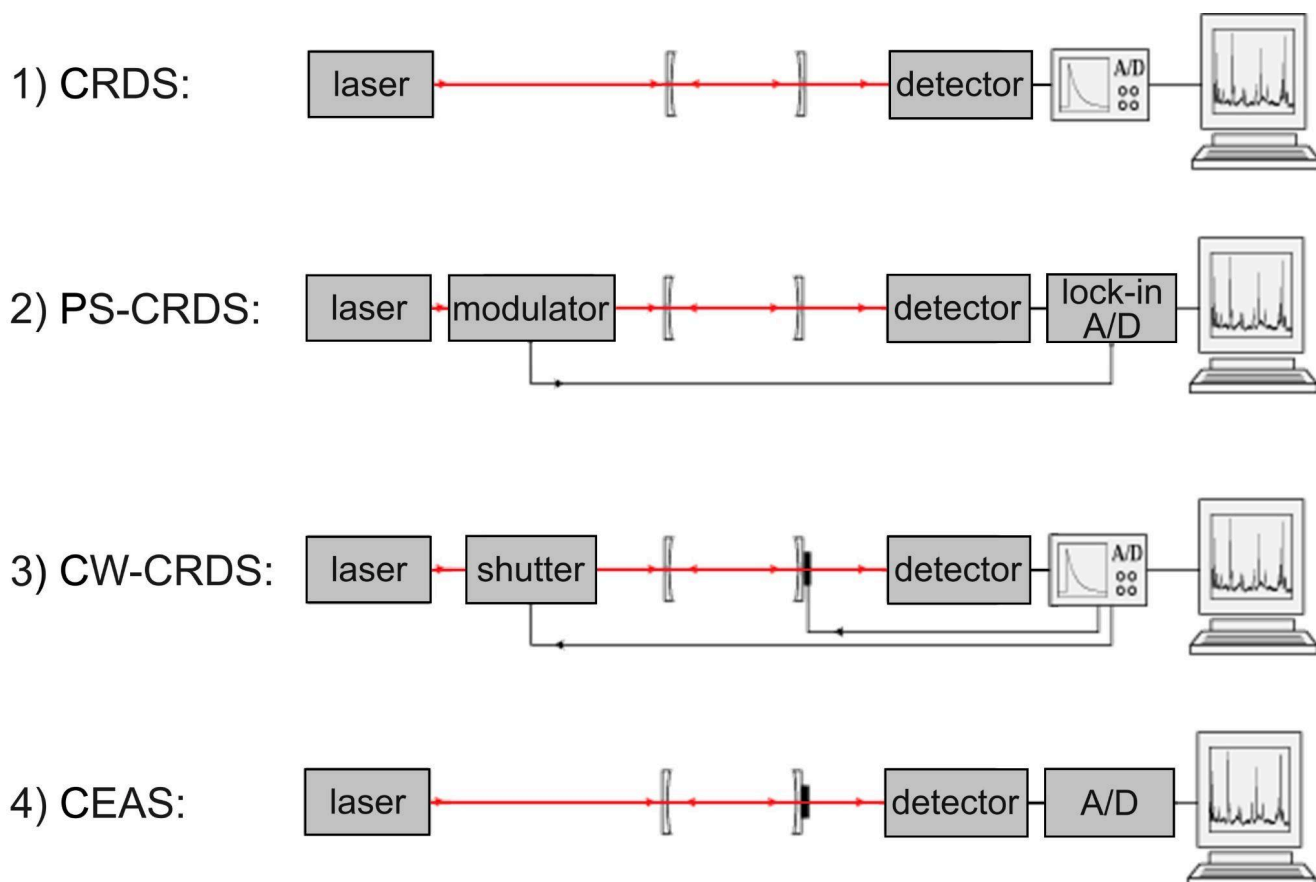 1) CRDS:
laser
detector
A/D
2) PS-CRDS:
laser
modulator
detector
lock-in
A/D
3) CW-CRDS:
laser
shutter
detector
A/D
4) CEAS:
laser
detector
A/D